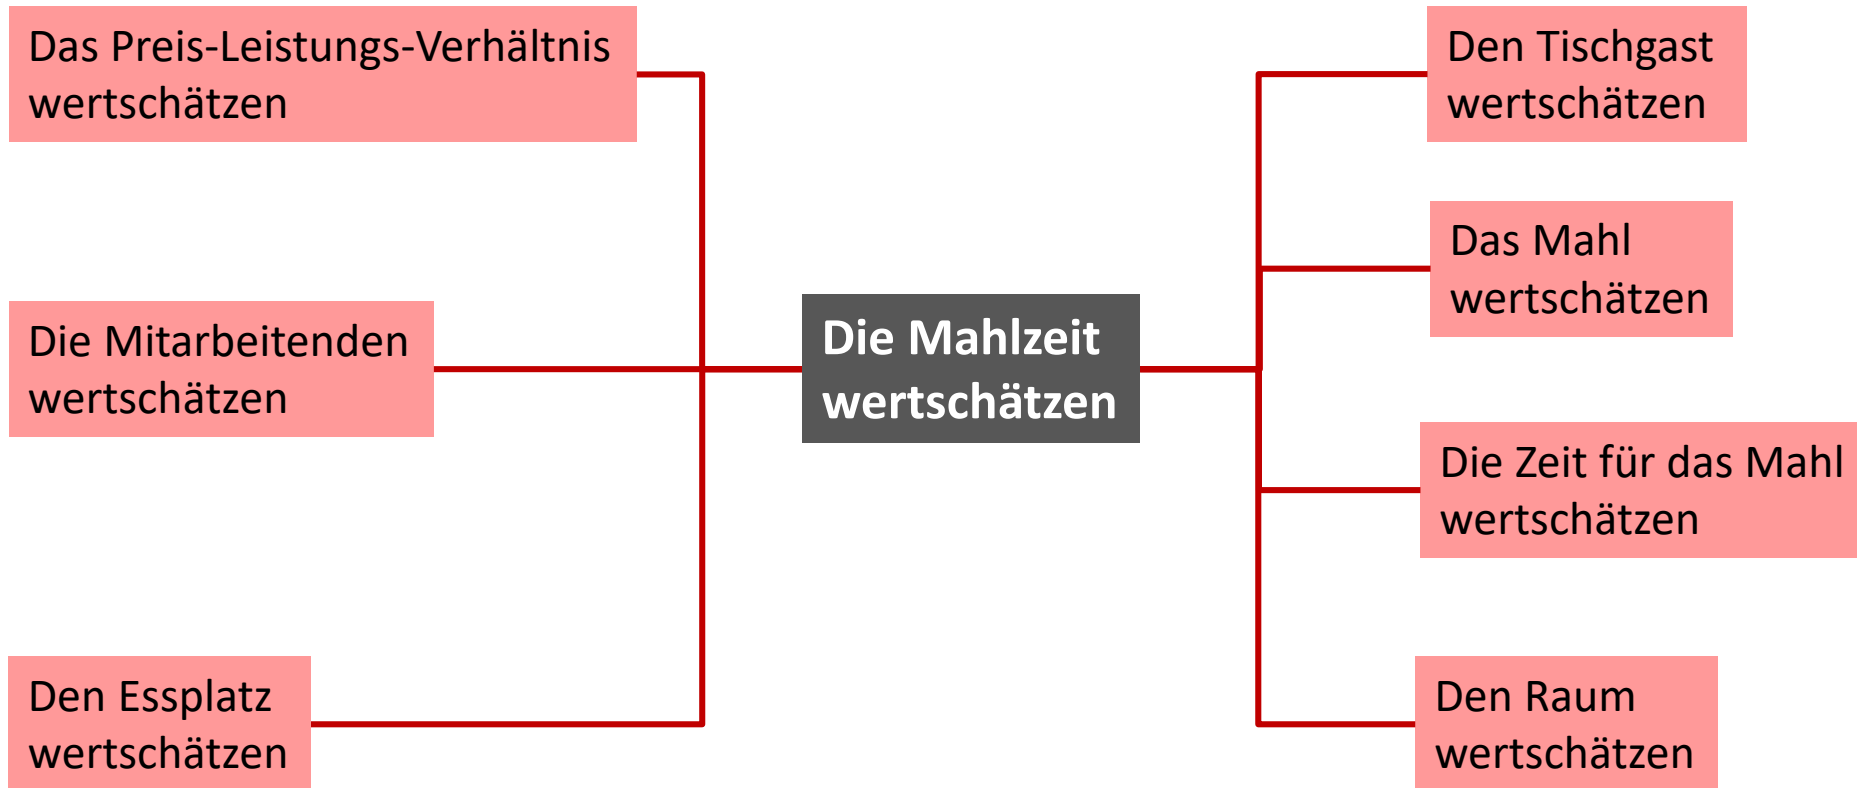 Das Preis-Leistungs-Verhältnis
wertschätzen
Die Mitarbeitenden
wertschätzen
Den Essplatz
wertschätzen
Die Mahlzeit
wertschätzen
Den Tischgast
wertschätzen
Das Mahl
wertschätzen
Die Zeit für das Mahl
wertschätzen
Den Raum
wertschätzen